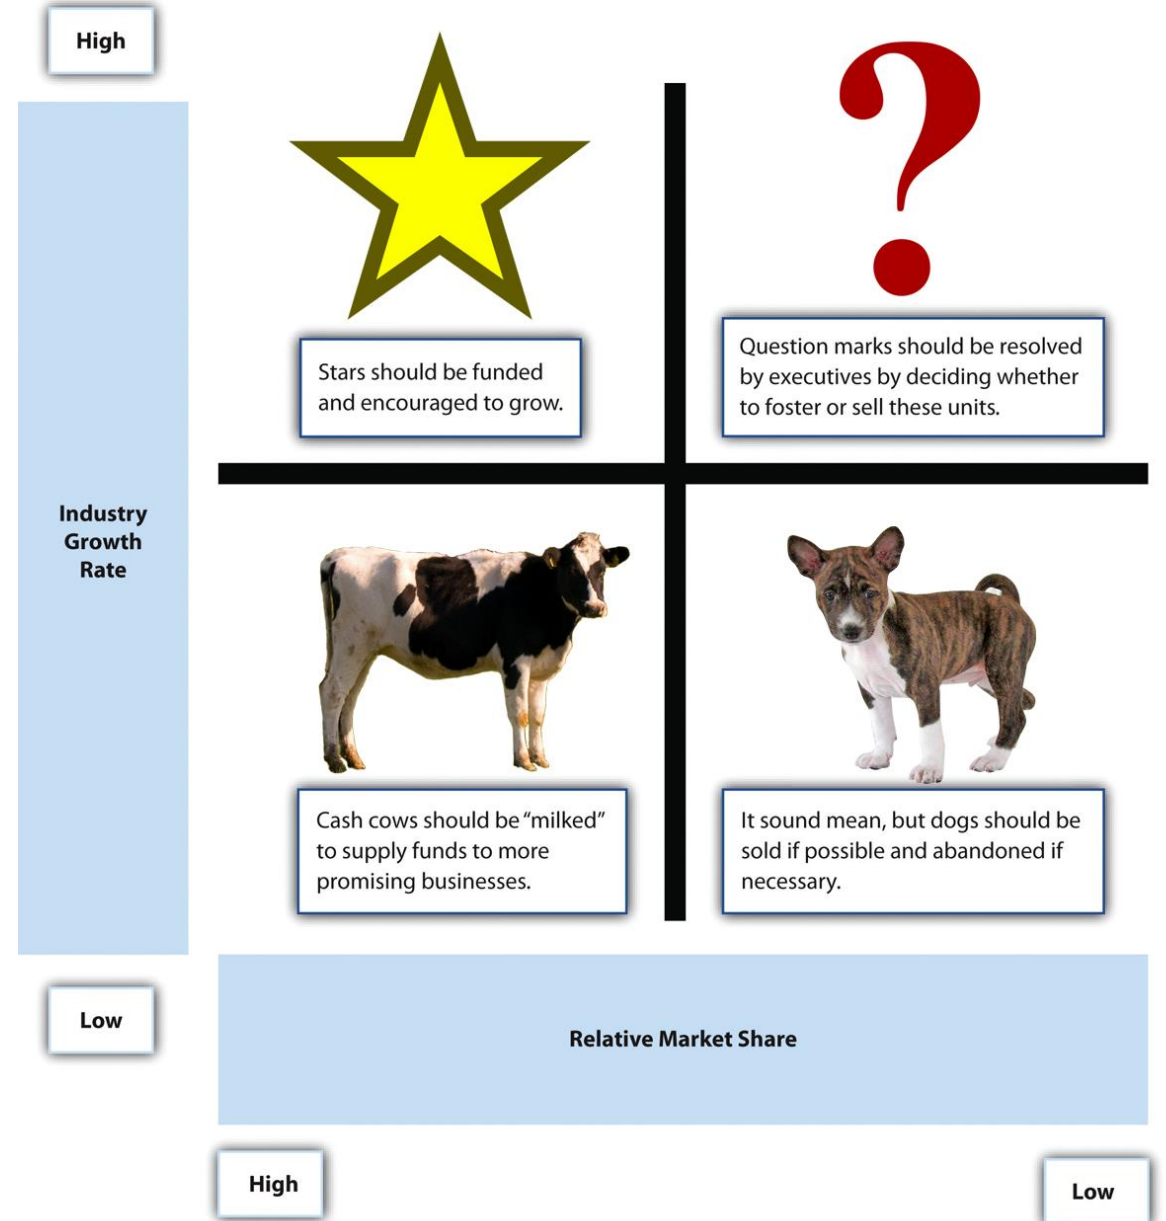 High
Stars should be funded
and encouraged to grow.
Question marks should be resolved
by executives by deciding whether
to foster or sell these units.
Industry
Growth
Rate
Cash cows should be “milked”
to supply funds to more
promising businesses.
It sound mean, but dogs should be
sold if possible and abandoned if
necessary.
Low
Relative Market Share
High
Low